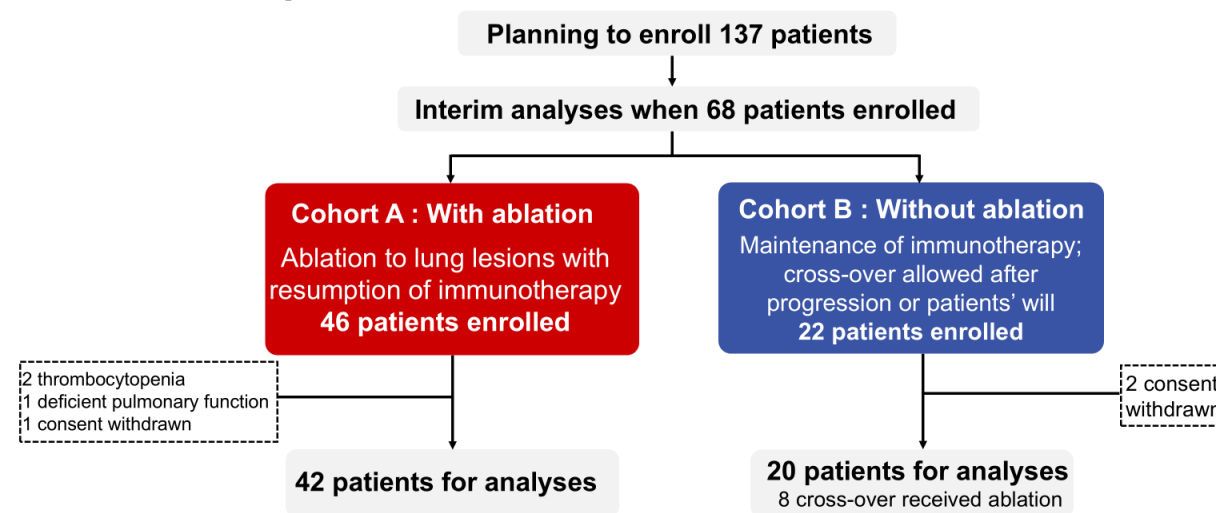 Planning to enroll 137 patients
Interim analyses when 68 patients enrolled
Cohort A : With ablation
Ablation to lung lesions with
resumption of immunotherapy
46 patients enrolled
Cohort B : Without ablation
Maintenance of immunotherapy;
cross-over allowed after
progression or patients’ will
22 patients enrolled
2 thrombocytopenia
1 deficient pulmonary function
1 consent withdrawn
2 consent
withdrawn
42 patients for analyses
20 patients for analyses
8 cross-over received ablation